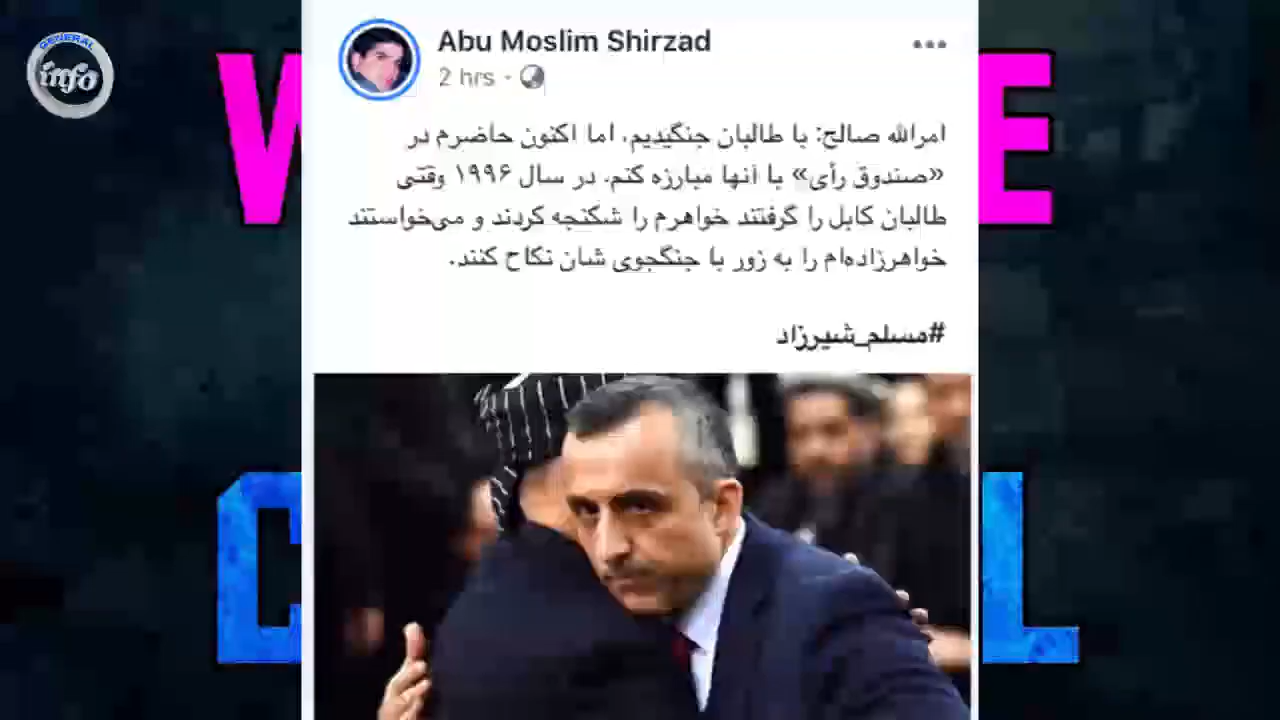 GENERAL
info
Abu Moslim Shirzad
2 hrs ·
امرالله صالح: با طالبان جنگیدیم، اما اکنون حاضرم در
«صندوق رأی» با آنها مبارزه کنم. در سال ۱۹۹۶ وقتی
طالبان کابل را گرفتند خواهرم را شکنجه کردند و می‌خواستند
خواهرزاده‌ام را به زور با جنگجوی شان نکاح کنند.
#مسلم_شیرزاد